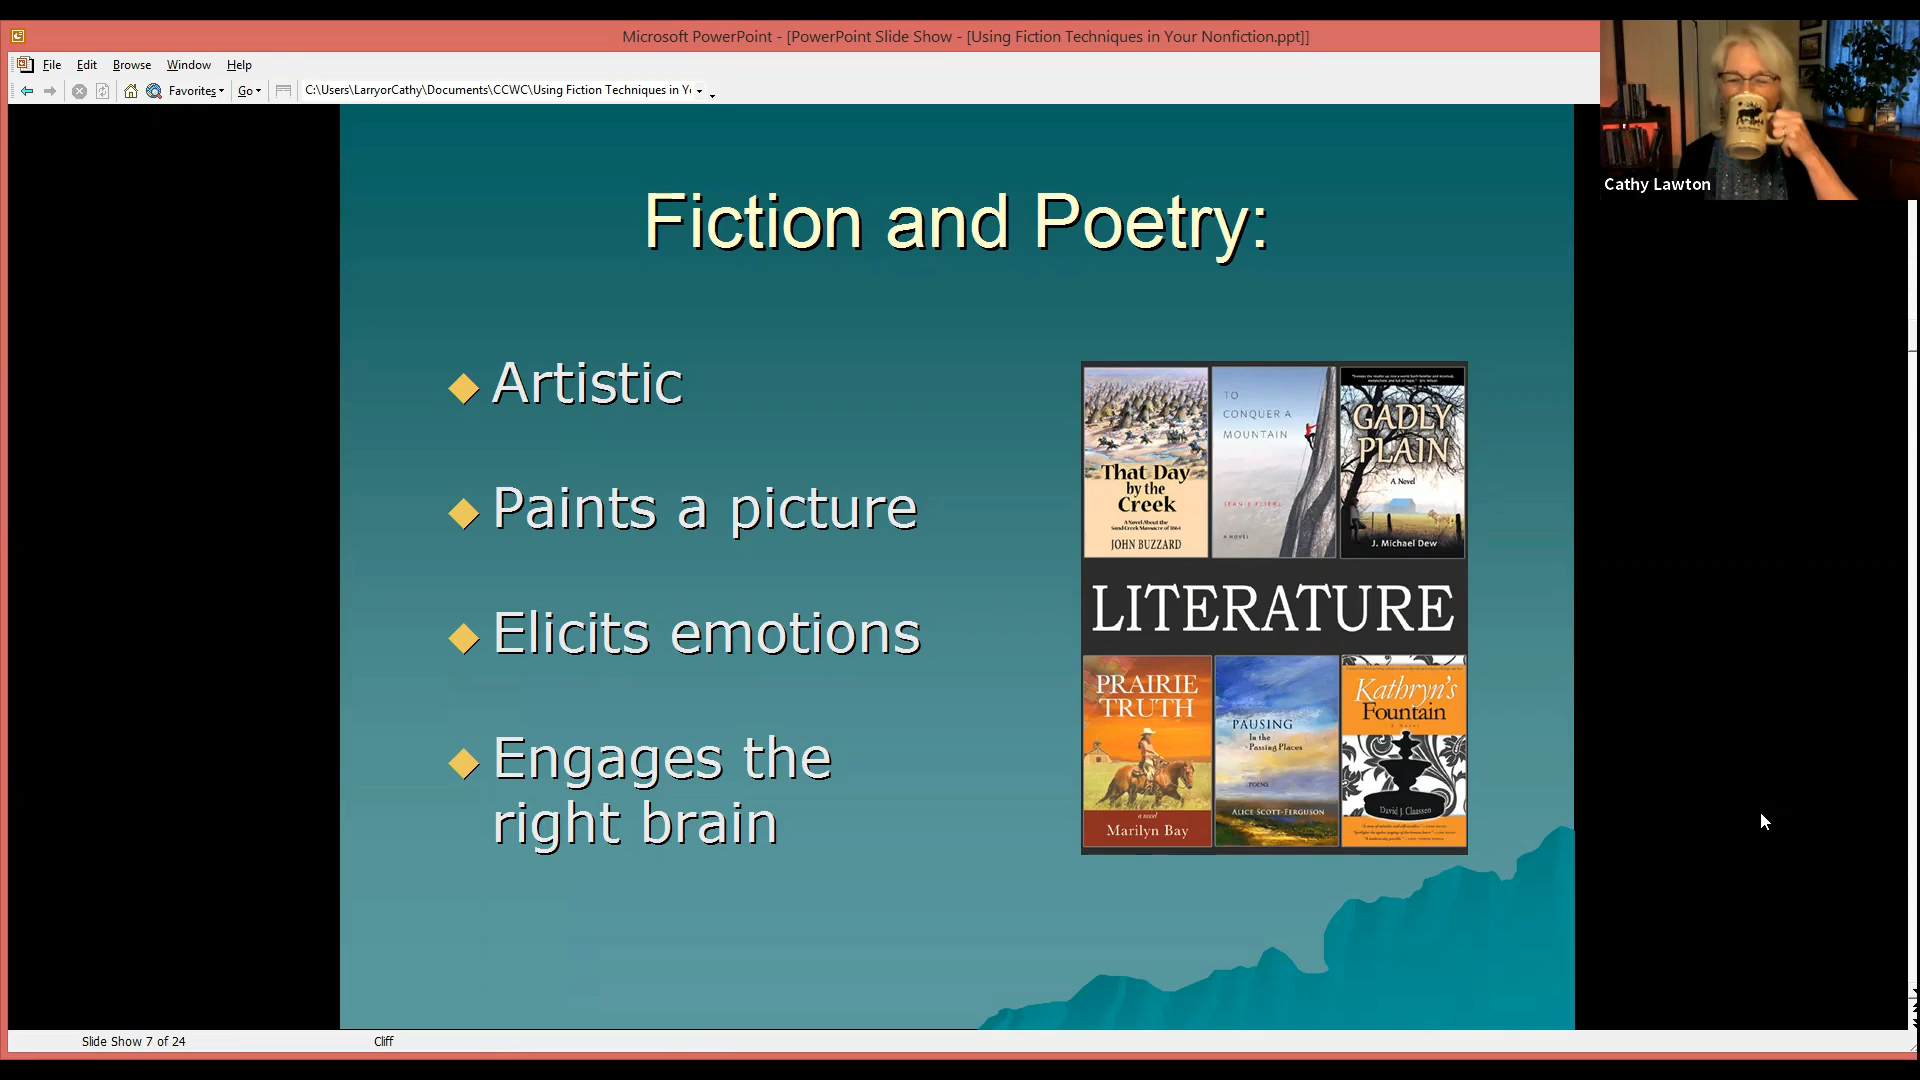 Microsoft PowerPoint - [PowerPoint Slide Show - [Using Fiction Techniques in Your Nonfiction.ppt]]
File Edit Browse Window Help
Favorites Go C:\Users\LarryorCathy\Documents\CCWC\Using Fiction Techniques in Y
Cathy Lawton
Fiction and Poetry:
Artistic
Paints a picture
Elicits emotions
Engages the
right brain
That Day
by the
Creek
A Novel About the
Sand Creek Massacre of 1864
JOHN BUZZARD
TO
CONQUER A
MOUNTAIN
JEANIE FLIERL
A NOVEL
GADLY
PLAIN
A Novel
J. Michael Dew
LITERATURE
PRAIRIE
TRUTH
a novel
Marilyn Bay
PAUSING
In the
Passing Places
POEMS
ALICE SCOTT-FERGUSON
Kathryn's
Fountain
A Novel
David J. Claassen
Slide Show 7 of 24 Cliff